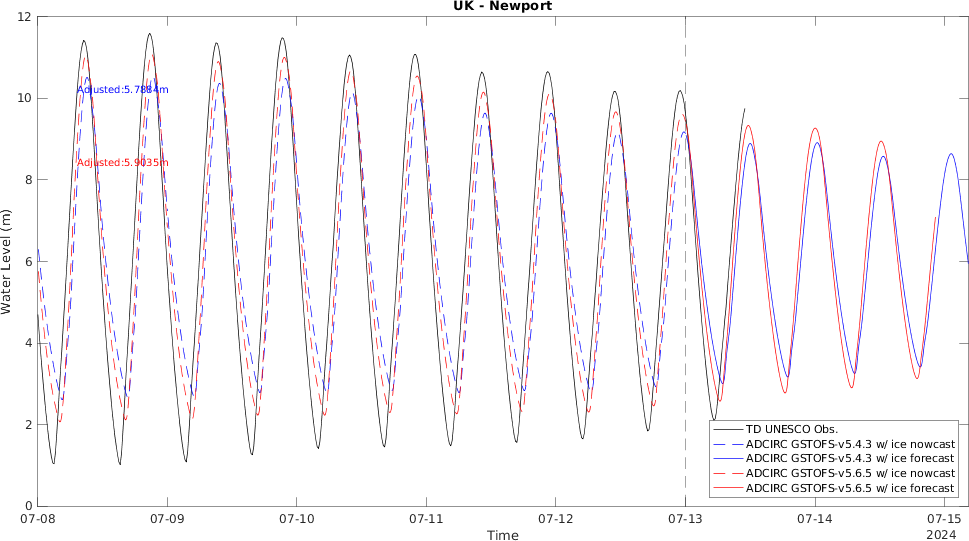 UK - Newport
12
10
8
6
4
2
0
Water Level (m)
Adjusted:5.7884m
Adjusted:5.9035m
TD UNESCO Obs.
ADCIRC GSTOFS-v5.4.3 w/ ice nowcast
ADCIRC GSTOFS-v5.4.3 w/ ice forecast
ADCIRC GSTOFS-v5.6.5 w/ ice nowcast
ADCIRC GSTOFS-v5.6.5 w/ ice forecast
07-08 07-09 07-10 07-11 07-12 07-13 07-14 07-15
Time
2024